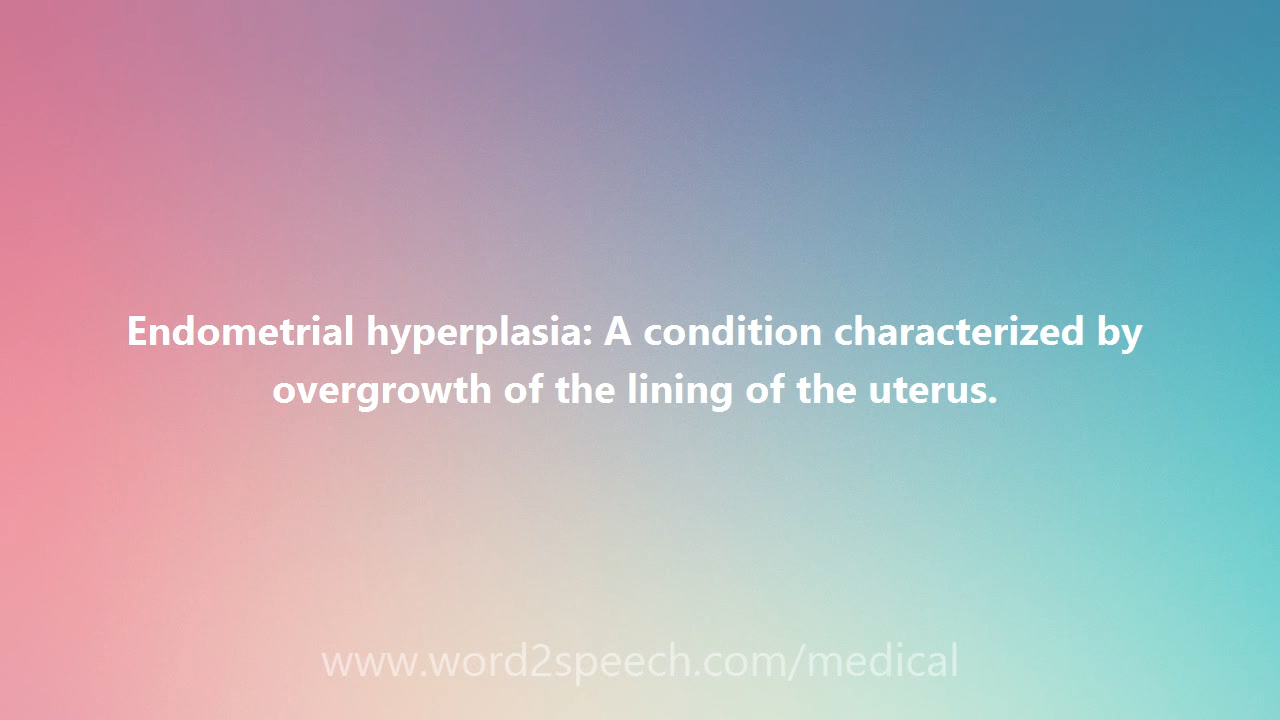 Endometrial hyperplasia: A condition characterized by
overgrowth of the lining of the uterus.
www.word2speech.com/medical